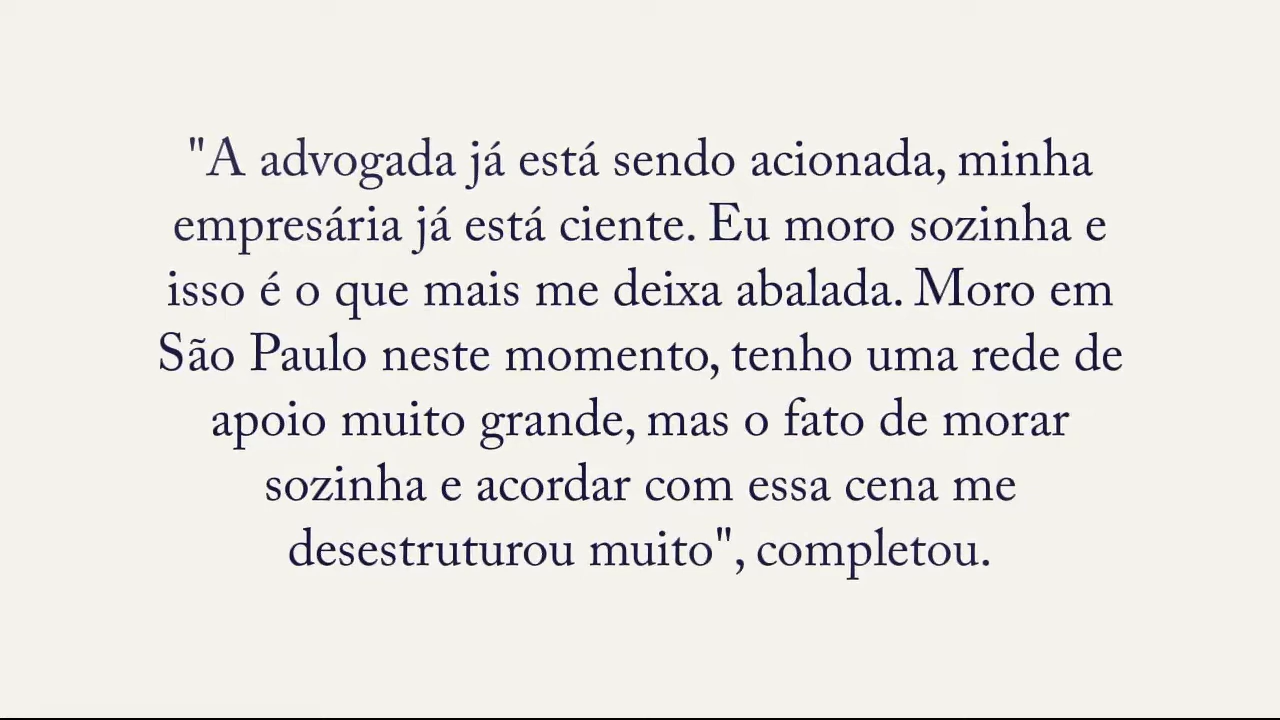 "A advogada já está sendo acionada, minha
empresária já está ciente. Eu moro sozinha e
isso é o que mais me deixa abalada. Moro em
São Paulo neste momento, tenho uma rede de
apoio muito grande, mas o fato de morar
sozinha e acordar com essa cena me
desestruturou muito", completou.